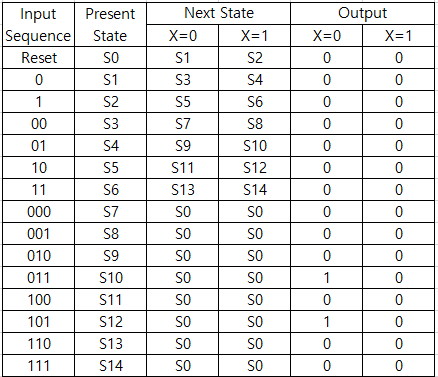 Input Sequence Present State Next State Output
X=0 X=1 X=0 X=1
Reset S0 S1 S2 0 0
0 S1 S3 S4 0 0
1 S2 S5 S6 0 0
00 S3 S7 S8 0 0
01 S4 S9 S10 0 0
10 S5 S11 S12 0 0
11 S6 S13 S14 0 0
000 S7 S0 S0 0 0
001 S8 S0 S0 0 0
010 S9 S0 S0 0 0
011 S10 S0 S0 1 0
100 S11 S0 S0 0 0
101 S12 S0 S0 1 0
110 S13 S0 S0 0 0
111 S14 S0 S0 0 0